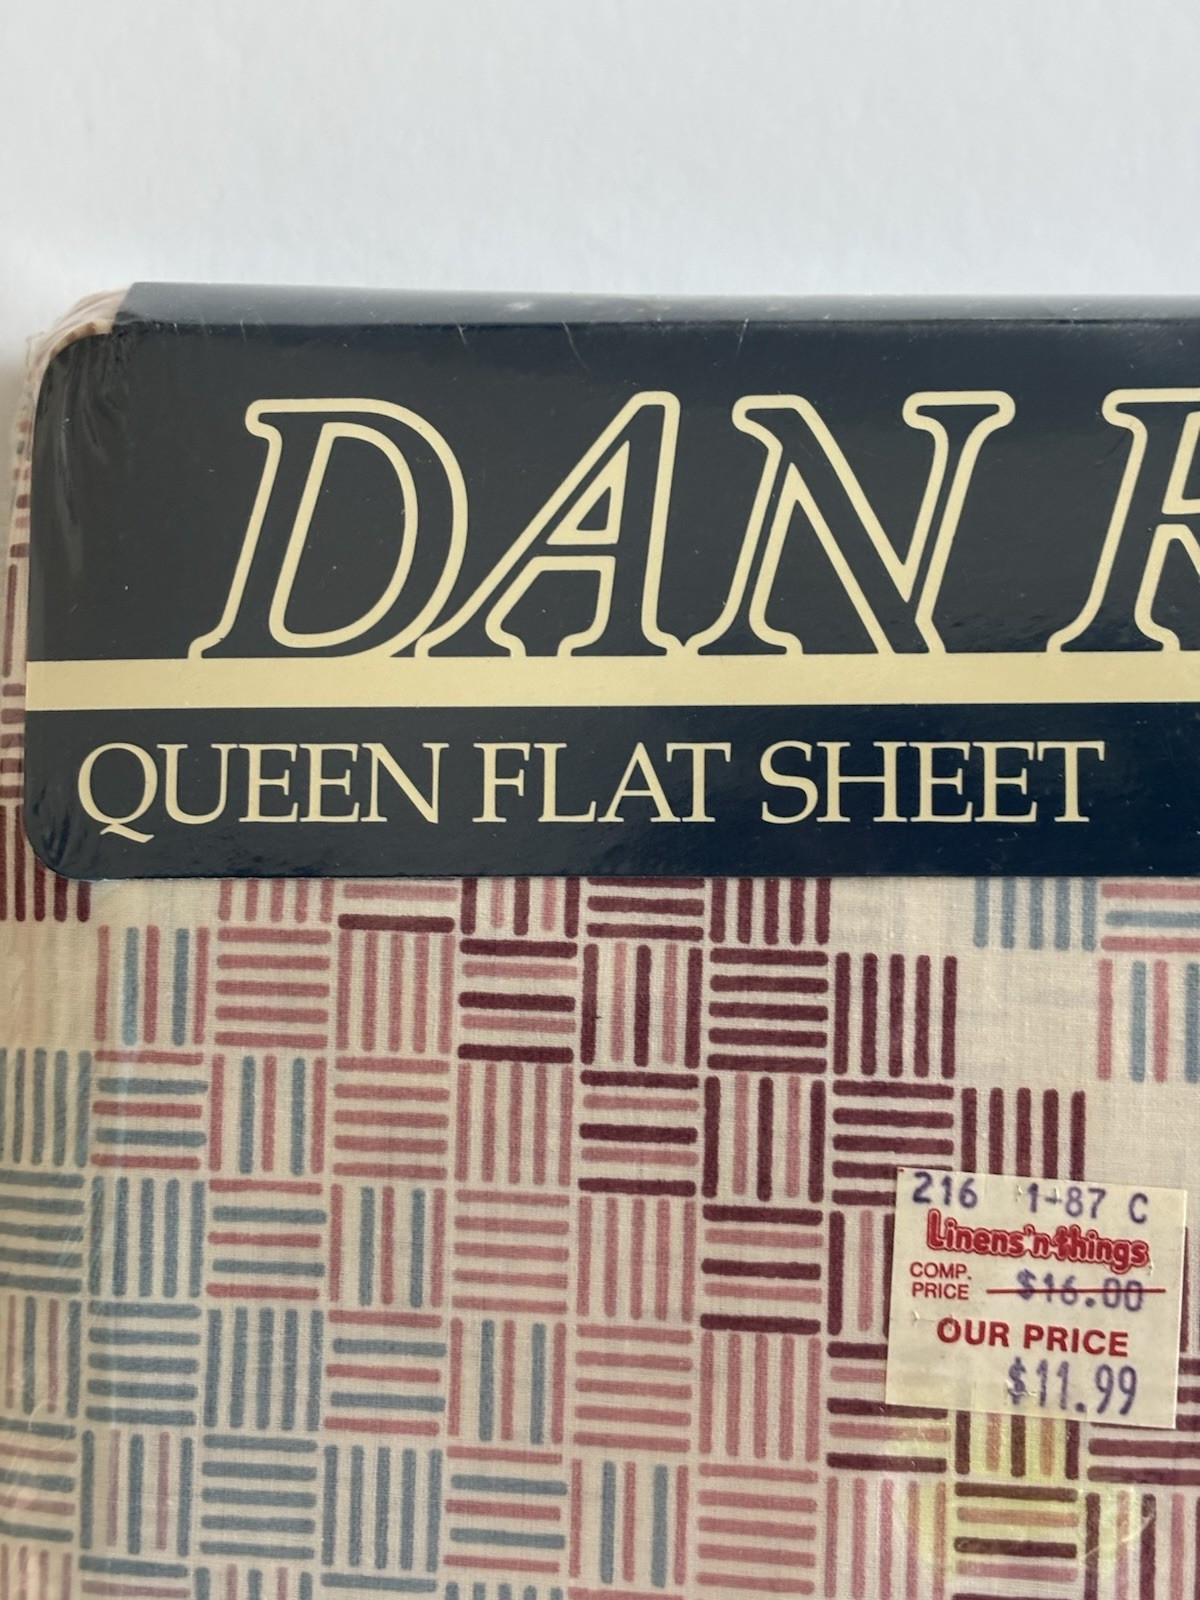 DAN R
QUEEN FLAT SHEET
216 1-87 C
Linens 'n things
COMP. PRICE $16.00
OUR PRICE
$11.99